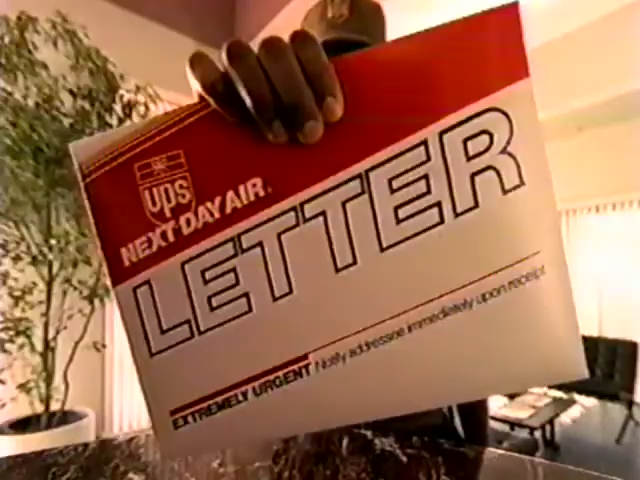 ups
NEXT DAY AIR.
LETTER
EXTREMELY URGENT Notify addressee immediately upon receipt